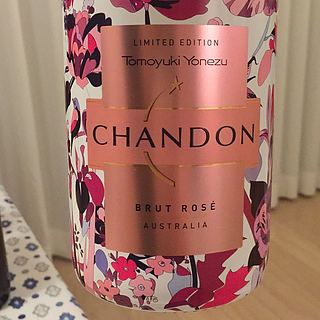 LIMITED EDITION
Tomoyuki Yonezu
CHANDON
BRUT ROSÉ
AUSTRALIA